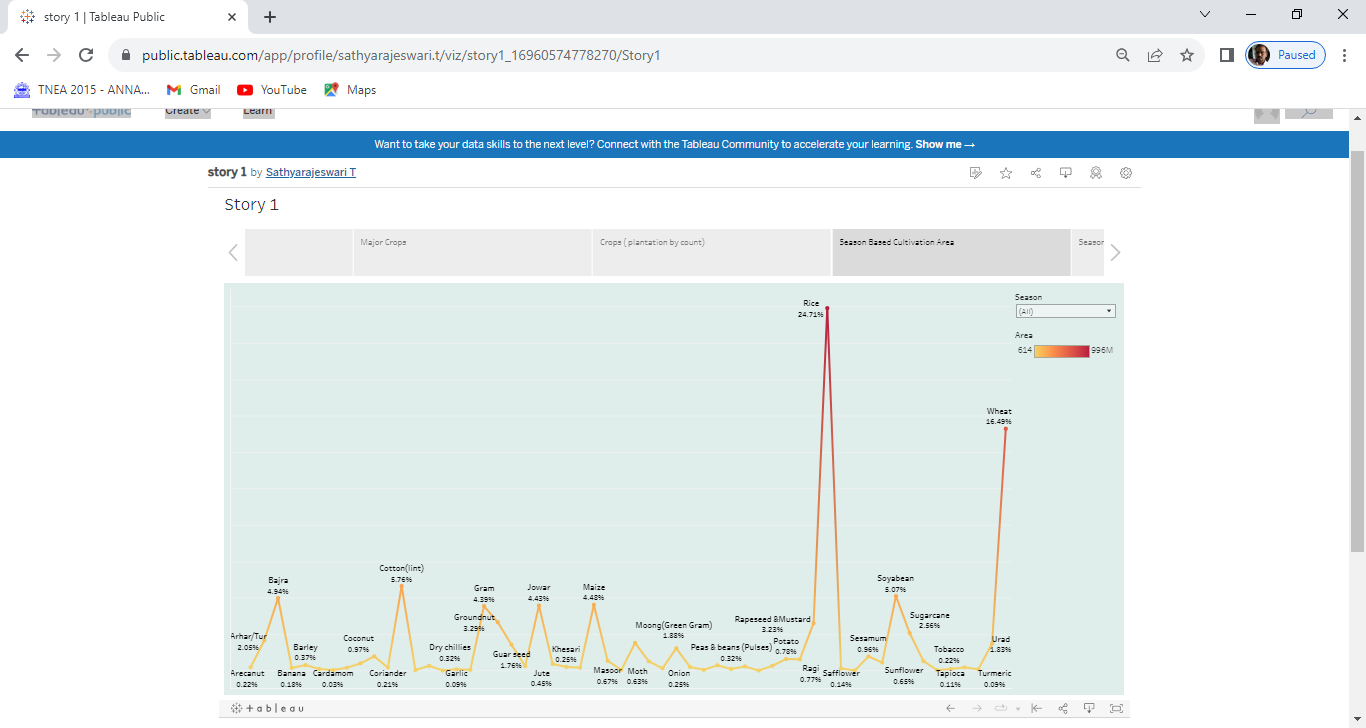 story 1 | Tableau Public
public.tableau.com/app/profile/sathyarajeswari.t/viz/story1_16960574778270/Story1
Paused
TNEA 2015 - ANNA...
Gmail
YouTube
Maps
tableau public
Create
Learn
Want to take your data skills to the next level? Connect with the Tableau Community to accelerate your learning. Show me →
story 1 by Sathyarajeswari T
Story 1
Major Crops
Crops ( plantation by count)
Season Based Cultivation Area
Season
Season
(All)
Area
614
996M
Rice
24.71%
Wheat
16.49%
Cotton(lint)
5.76%
Bajra
4.94%
Soyabean
5.07%
Gram
4.39%
Jowar
4.43%
Maize
4.48%
Groundnut
3.29%
Moong(Green Gram)
1.88%
Rapeseed &Mustard
3.23%
Sugarcane
2.56%
Arhar/Tur
2.05%
Barley
0.37%
Coconut
0.97%
Dry chillies
0.32%
Guar seed
1.76%
Khesari
0.25%
Peas & beans (Pulses)
0.32%
Potato
0.78%
Sesamum
0.96%
Tobacco
0.22%
Urad
1.83%
Arecanut
0.22%
Banana
0.18%
Cardamom
0.03%
Coriander
0.21%
Garlic
0.09%
Jute
0.45%
Masoor
0.67%
Moth
0.63%
Onion
0.25%
Ragi
0.77%
Safflower
0.14%
Sunflower
0.65%
Tapioca
0.11%
Turmeric
0.09%
+ a b l e a u